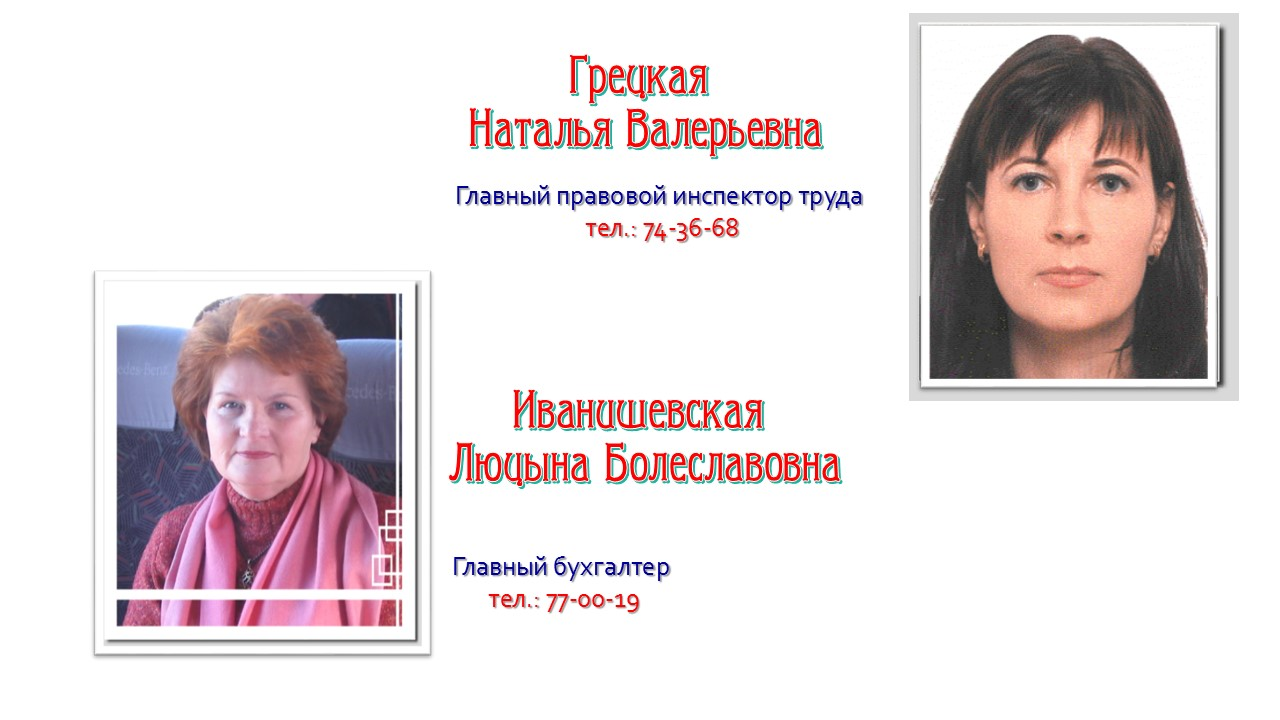 Грецкая
Наталья Валерьевна
Главный правовой инспектор труда
тел.: 74-36-68
Иванишевская
Люцына Болеславовна
Главный бухгалтер
тел.: 77-00-19